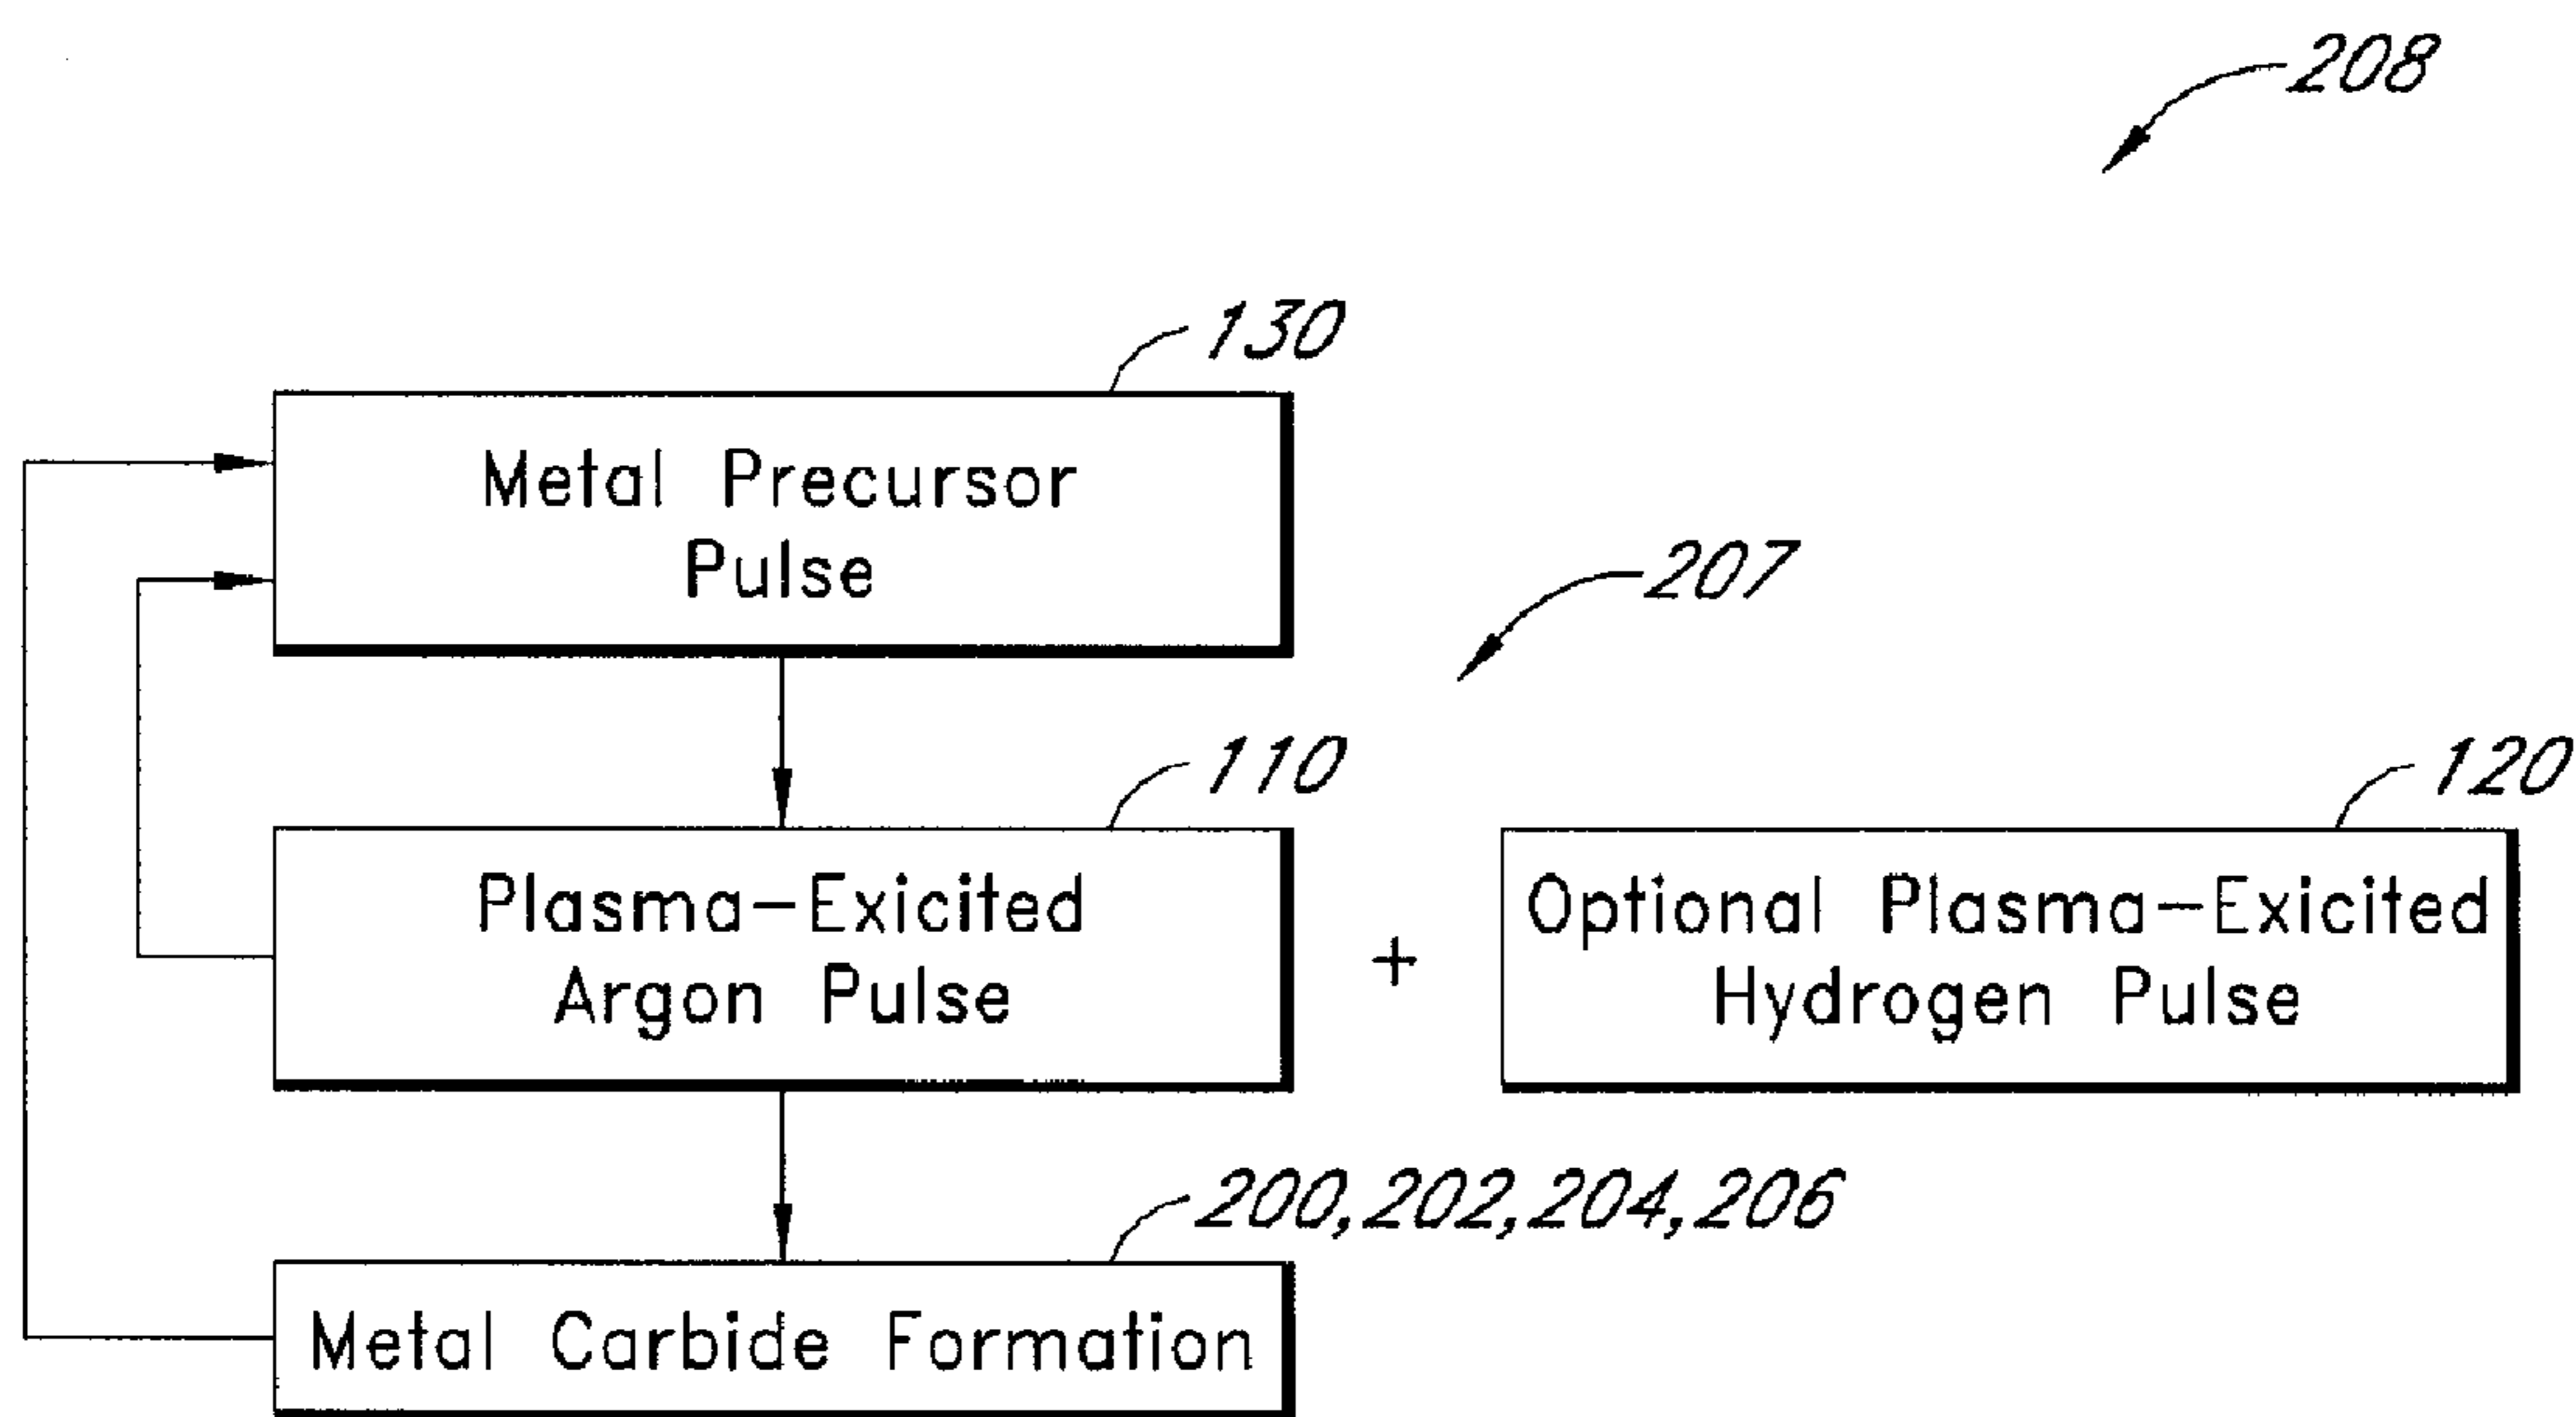 208
130
Metal Precursor
Pulse
207
110
Plasma-Exicited
Argon Pulse
+
120
Optional Plasma-Exicited
Hydrogen Pulse
200,202,204,206
Metal Carbide Formation